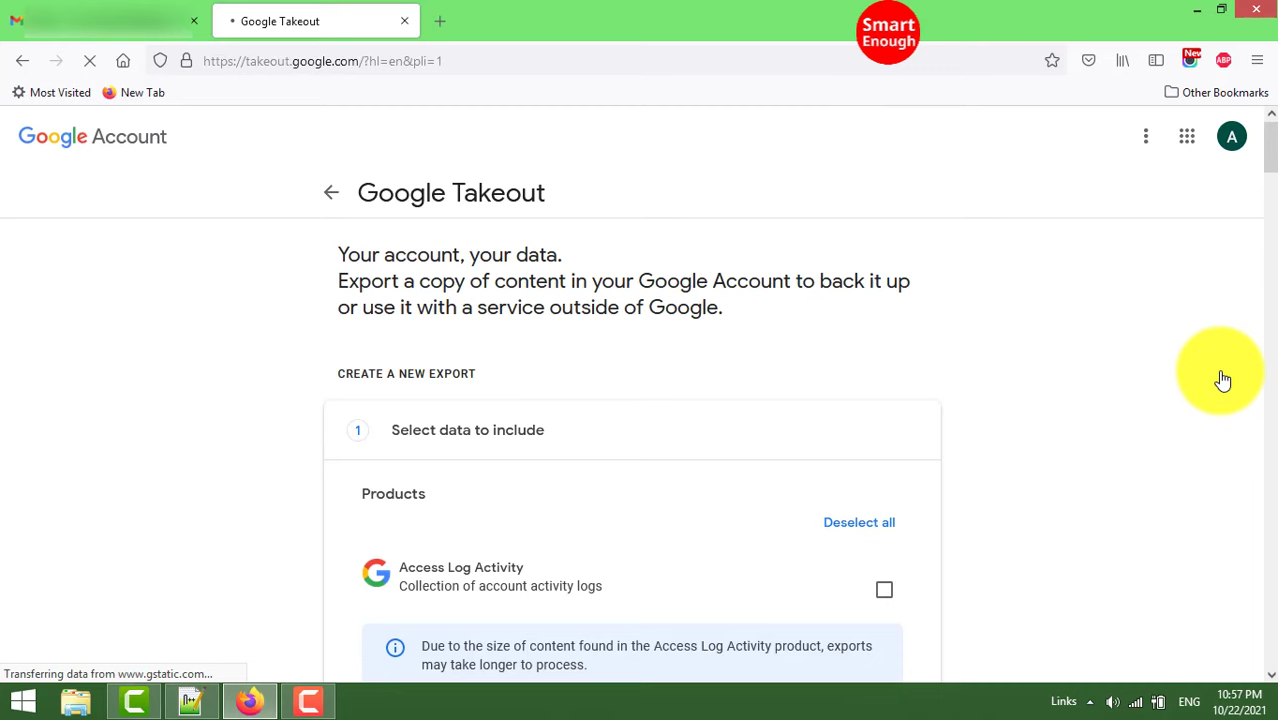 Google Takeout
Smart
Enough
https://takeout.google.com/?hl=en&pli=1
New
ABP
Most Visited
New Tab
Other Bookmarks
Google Account
A
Google Takeout
Your account, your data.
Export a copy of content in your Google Account to back it up
or use it with a service outside of Google.
CREATE A NEW EXPORT
1 Select data to include
Products
Deselect all
Access Log Activity
Collection of account activity logs
Due to the size of content found in the Access Log Activity product, exports
may take longer to process.
Transferring data from www.gstatic.com...
Links
ENG
10:57 PM
10/22/2021